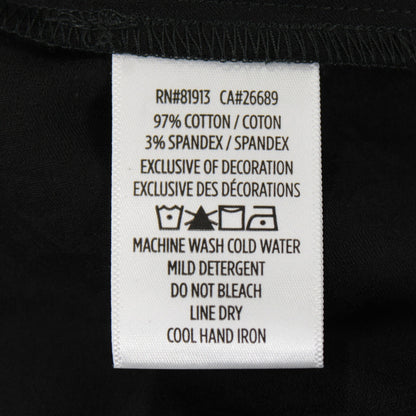 RN#81913 CA#26689
97% COTTON / COTON
3% SPANDEX / SPANDEX
EXCLUSIVE OF DECORATION
EXCLUSIVE DES DÉCORATIONS
MACHINE WASH COLD WATER
MILD DETERGENT
DO NOT BLEACH
LINE DRY
COOL HAND IRON